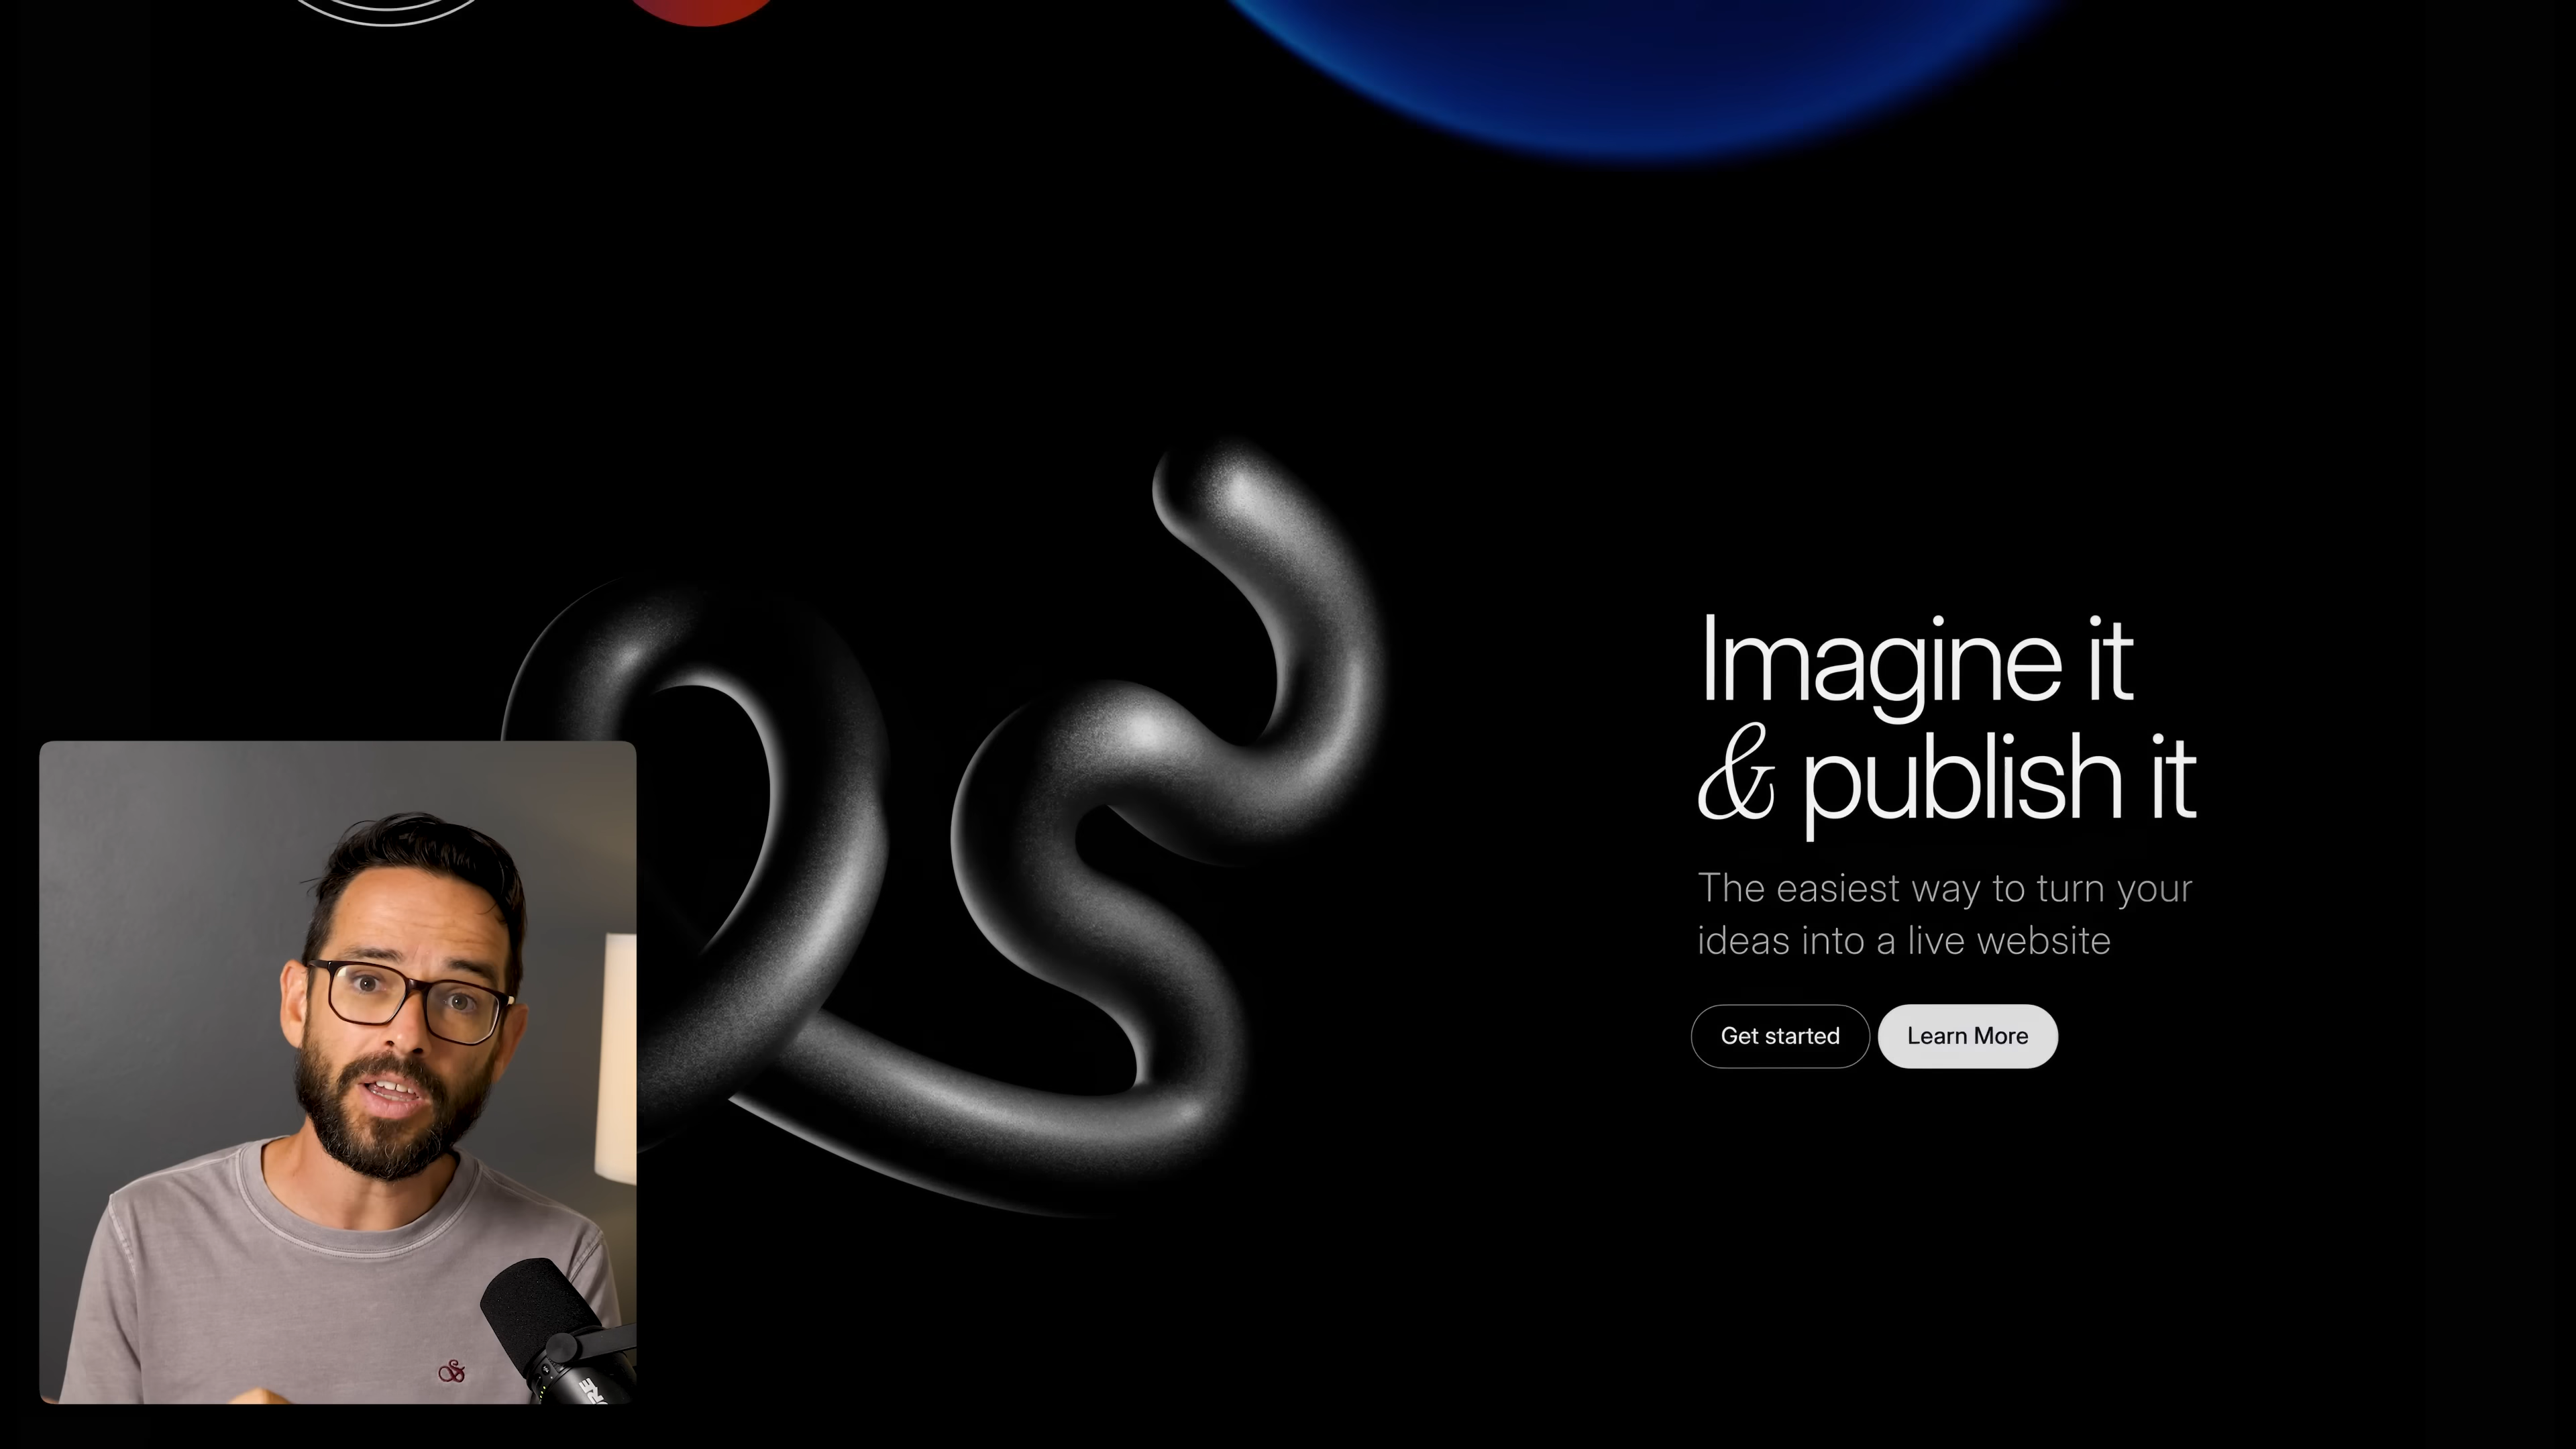 Imagine it
& publish it
The easiest way to turn your
ideas into a live website
Get started
Learn More